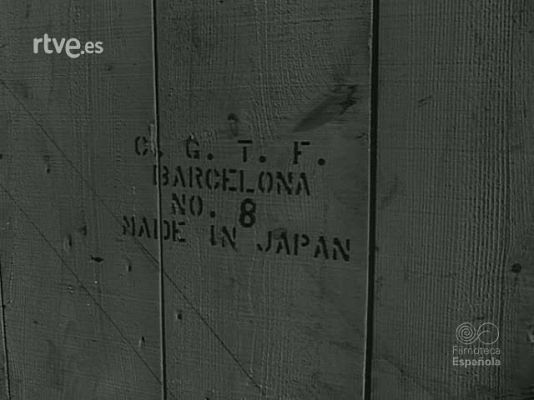 rtve.es
C. G. T. F.
BARCELONA
NO. 8
MADE IN JAPAN
Filmoteca
Española